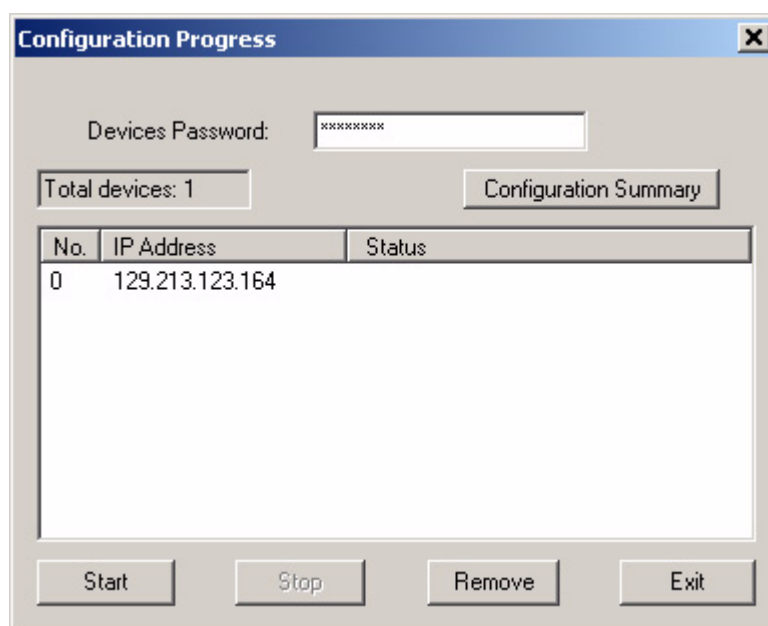 Configuration Progress
Devices Password: ********
Total devices: 1 Configuration Summary
No. IP Address Status
0 129.213.123.164
Start Stop Remove Exit